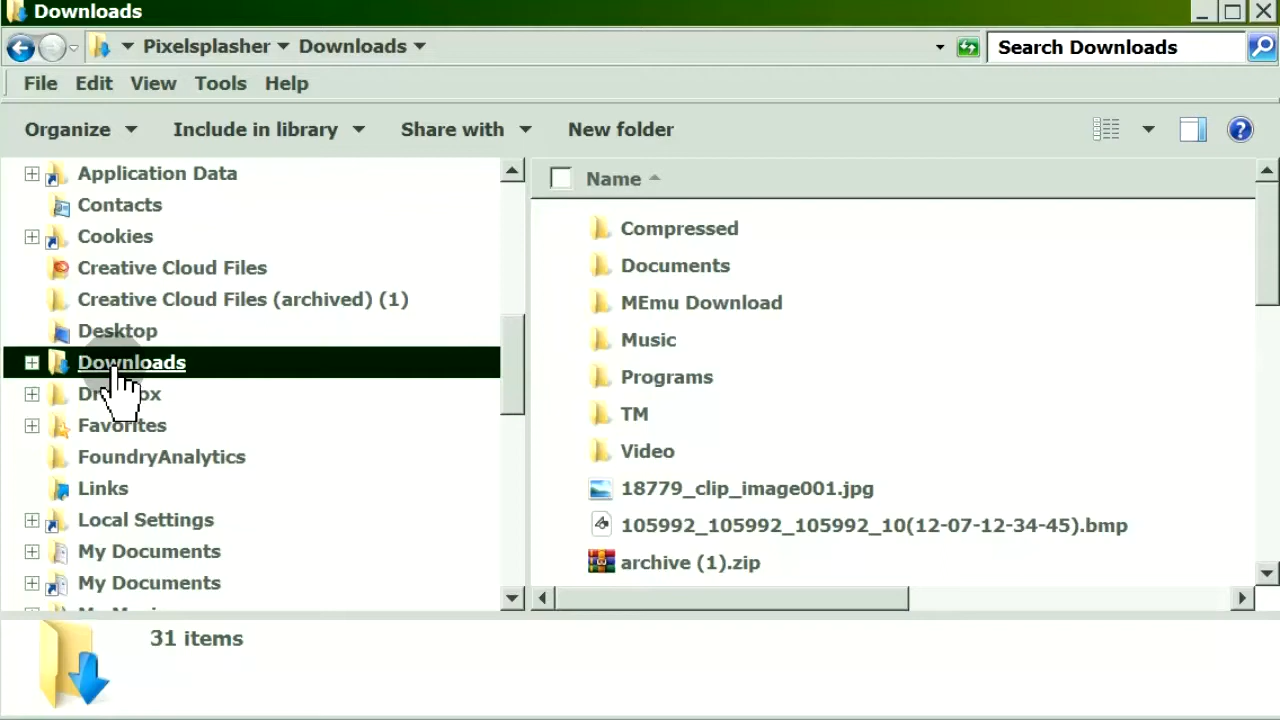 Downloads
Pixelsplasher Downloads
Search Downloads
File Edit View Tools Help
Organize Include in library Share with New folder
Application Data
Contacts
Cookies
Creative Cloud Files
Creative Cloud Files (archived) (1)
Desktop
Downloads
Favorites
FoundryAnalytics
Links
Local Settings
My Documents
My Documents
Name
Compressed
Documents
MEmu Download
Music
Programs
TM
Video
18779_clip_image001.jpg
105992_105992_105992_10(12-07-12-34-45).bmp
archive (1).zip
31 items